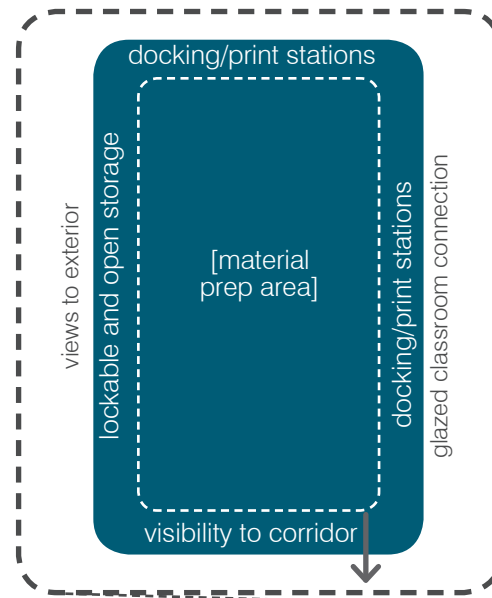 docking/print stations
views to exterior
lockable and open storage
[material
prep area]
docking/print stations
glazed classroom connection
visibility to corridor